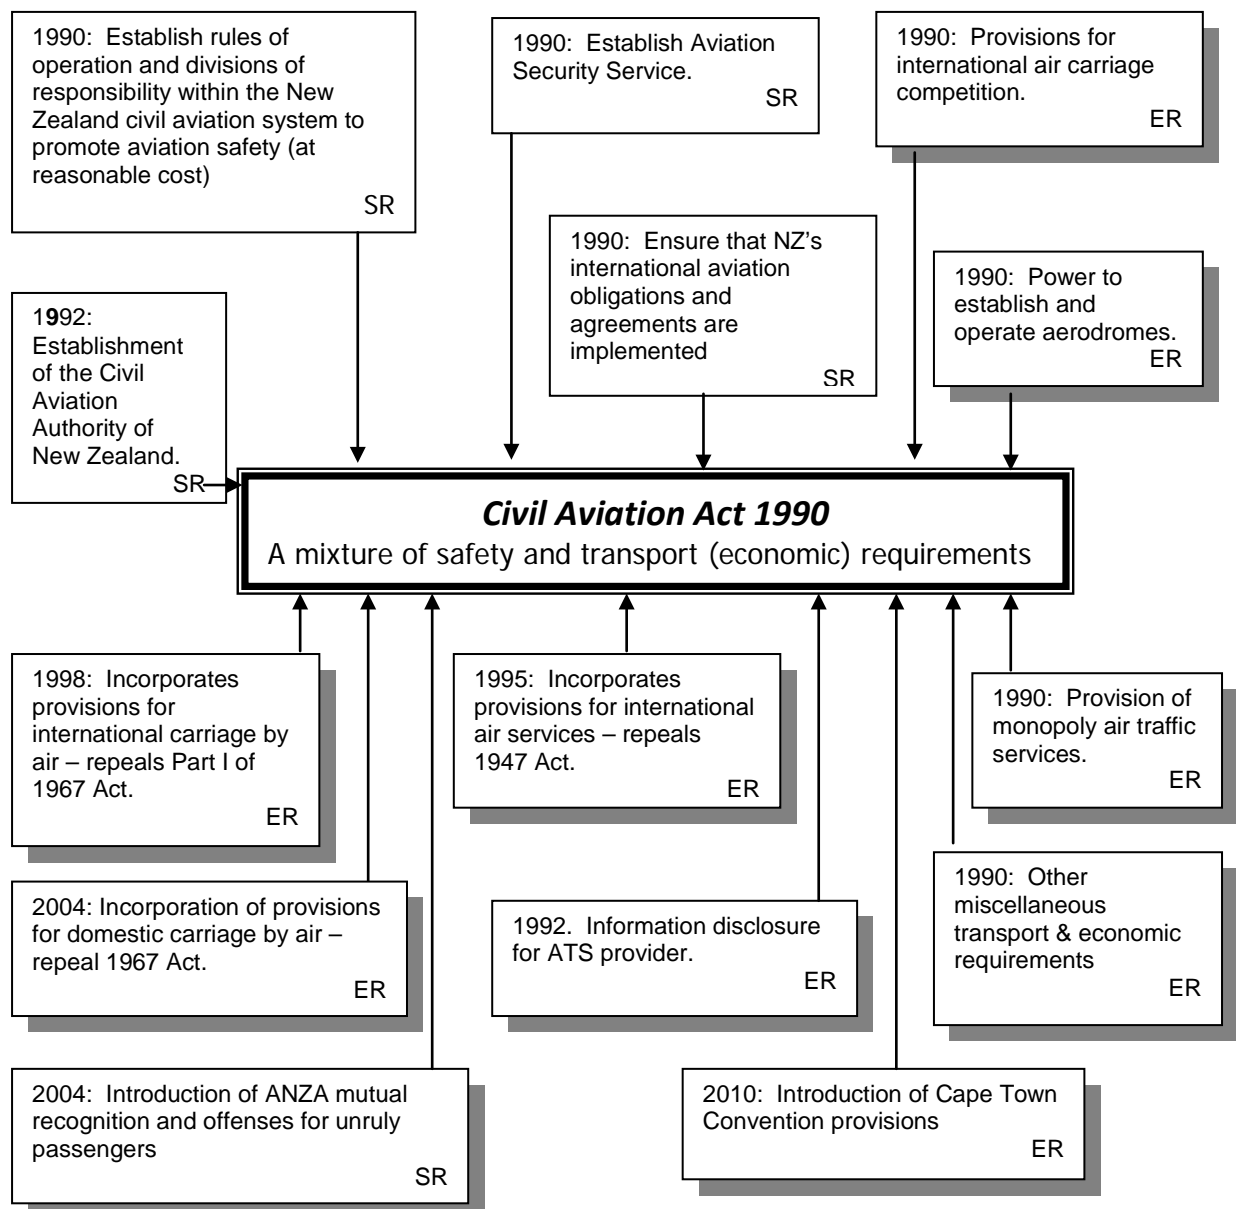 1990:  Establish rules of
operation and divisions of
responsibility within the New
Zealand civil aviation system to
promote aviation safety (at
reasonable cost)
SR
1990:  Establish Aviation
Security Service.
SR
1990:  Provisions for
international air carriage
competition.
ER
1990:  Ensure that NZ’s
international aviation
obligations and
agreements are
implemented
SR
1990:  Power to
establish and
operate aerodromes.
ER
1992:
Establishment
of the Civil
Aviation
Authority of
New Zealand.
SR
Civil Aviation Act 1990
A mixture of safety and transport (economic) requirements
1998:  Incorporates
provisions for
international carriage by
air – repeals Part I of
1967 Act.
ER
1995:  Incorporates
provisions for international
air services – repeals
1947 Act.
ER
1990:  Provision of
monopoly air traffic
services.
ER
2004: Incorporation of provisions
for domestic carriage by air –
repeal 1967 Act.
ER
1992.  Information disclosure
for ATS provider.
ER
1990:  Other
miscellaneous
transport & economic
requirements
ER
2004:  Introduction of ANZA mutual
recognition and offenses for unruly
passengers
SR
2010:  Introduction of Cape Town
Convention provisions
ER